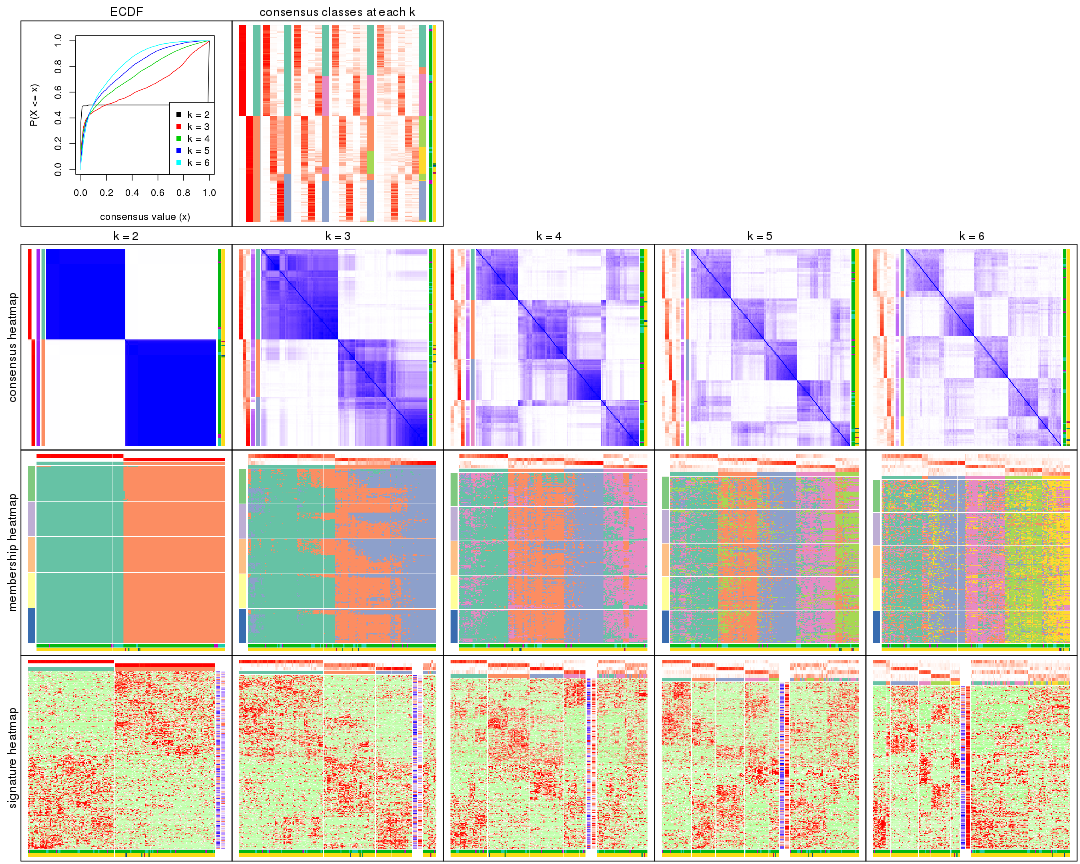 ECDF
consensus classes at each k
P(X <= x)
0.0
0.2
0.4
0.6
0.8
1.0
k = 2
k = 3
k = 4
k = 5
k = 6
0.0 0.2 0.4 0.6 0.8 1.0
consensus value (x)
k = 2
k = 3
k = 4
k = 5
k = 6
consensus heatmap
membership heatmap
signature heatmap